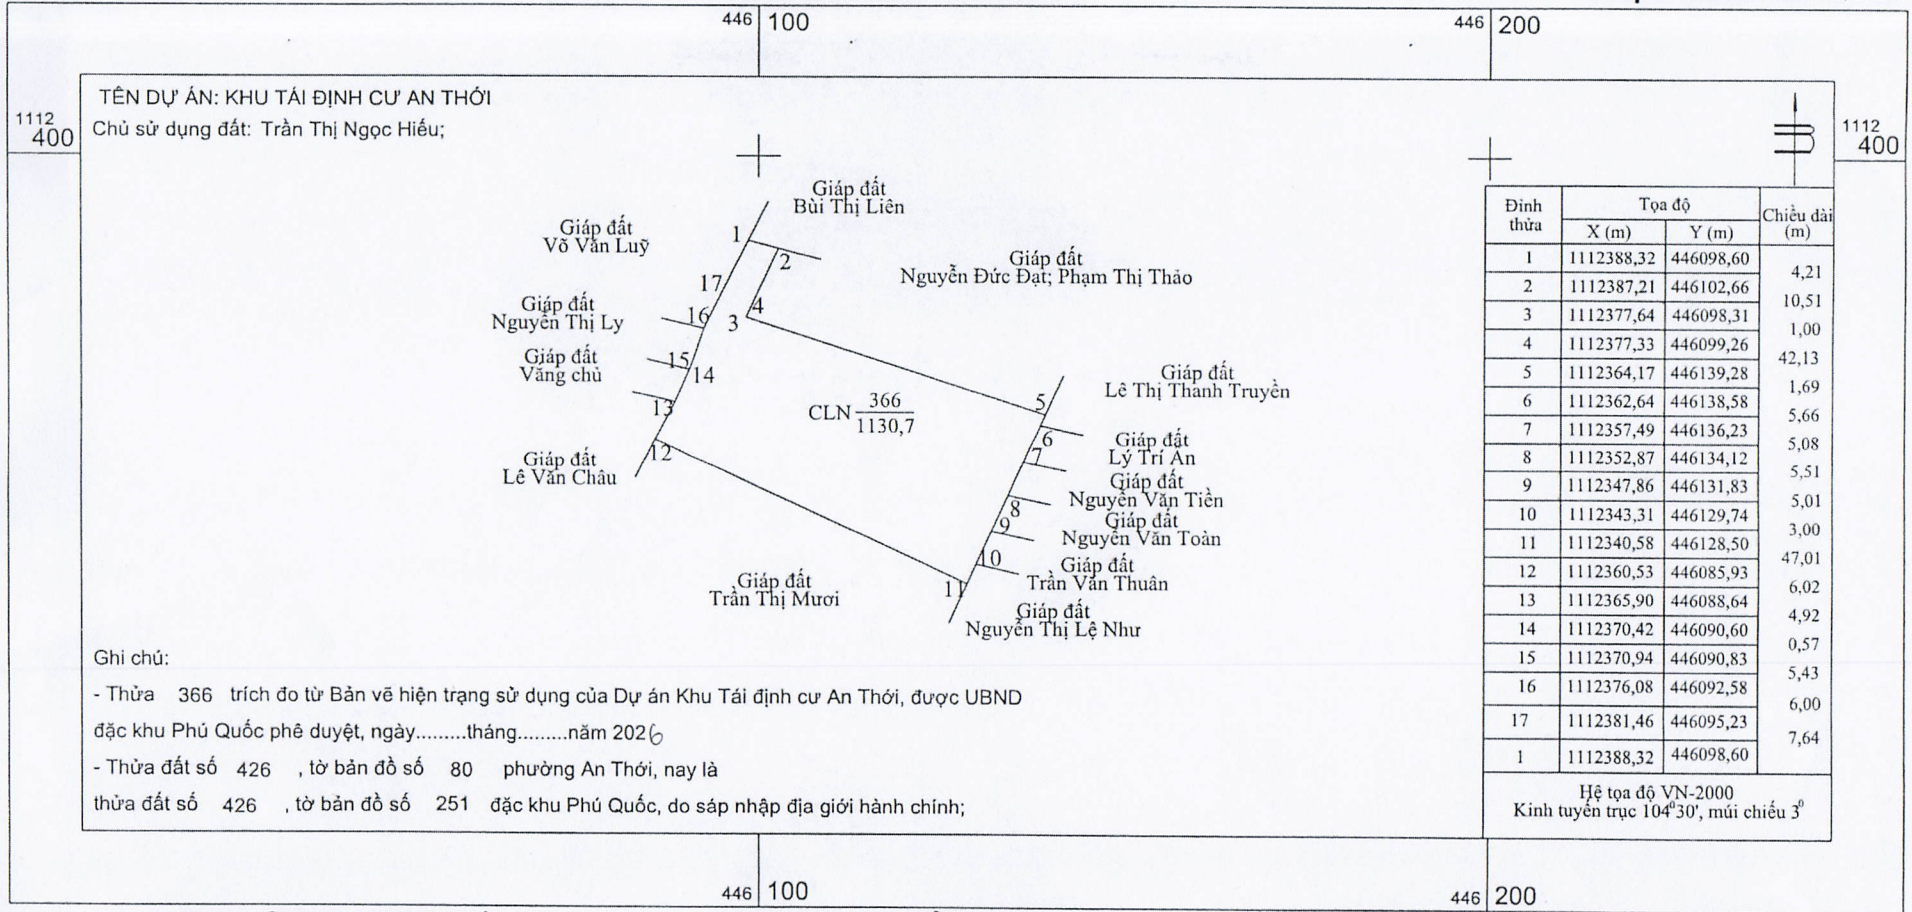 446 100
446 200
TÊN DỰ ÁN: KHU TÁI ĐỊNH CƯ AN THỚI
Chủ sử dụng đất: Trần Thị Ngọc Hiếu;
1112
400
1112
400
Giáp đất
Bùi Thị Liên
Giáp đất
Võ Văn Luỹ
Giáp đất
Nguyễn Đức Đạt; Phạm Thị Thảo
Giáp đất
Nguyễn Thị Ly
Giáp đất
Văng chủ
Giáp đất
Lê Thị Thanh Truyền
Giáp đất
Lê Văn Châu
Giáp đất
Lý Trí An
Giáp đất
Nguyễn Văn Tiền
Giáp đất
Nguyễn Văn Toàn
Giáp đất
Trần Văn Thuân
Giáp đất
Trần Thị Mươi
Giáp đất
Nguyễn Thị Lệ Như
1
2
17
4
3
16
15
14
13
12
5
6
7
8
9
10
11
CLN 366
1130,7
Đỉnh thửa Tọa độ Chiều dài (m)
X (m) Y (m)
1 1112388,32 446098,60
4,21
2 1112387,21 446102,66
10,51
3 1112377,64 446098,31
1,00
4 1112377,33 446099,26
42,13
5 1112364,17 446139,28
1,69
6 1112362,64 446138,58
5,66
7 1112357,49 446136,23
5,08
8 1112352,87 446134,12
5,51
9 1112347,86 446131,83
5,01
10 1112343,31 446129,74
3,00
11 1112340,58 446128,50
47,01
12 1112360,53 446085,93
6,02
13 1112365,90 446088,64
4,92
14 1112370,42 446090,60
0,57
15 1112370,94 446090,83
5,43
16 1112376,08 446092,58
6,00
17 1112381,46 446095,23
7,64
1 1112388,32 446098,60
Hệ tọa độ VN-2000
Kinh tuyến trục 104⁰30', múi chiếu 3⁰
Ghi chú:
- Thửa 366 trích đo từ Bản vẽ hiện trạng sử dụng của Dự án Khu Tái định cư An Thới, được UBND
đặc khu Phú Quốc phê duyệt, ngày.........tháng.........năm 2026
- Thửa đất số 426 , tờ bản đồ số 80 phường An Thới, nay là
thửa đất số 426 , tờ bản đồ số 251 đặc khu Phú Quốc, do sáp nhập địa giới hành chính;
446 100
446 200